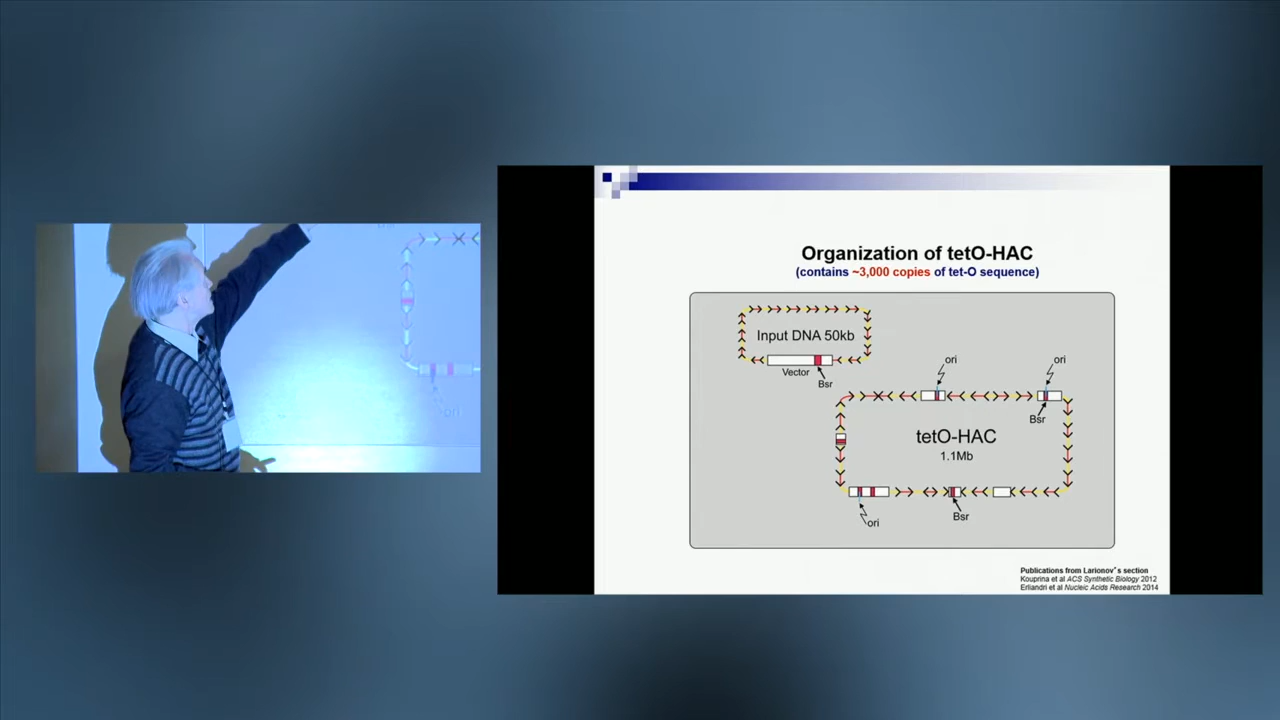 Organization of tetO-HAC
(contains ~3,000 copies of tet-O sequence)
Input DNA 50kb
Vector
Bsr
ori
ori
Bsr
tetO-HAC
1.1Mb
ori
Bsr
Publications from Larionov's section
Kouprina et al ACS Synthetic Biology 2012
Erliandri et al Nucleic Acids Research 2014
ori